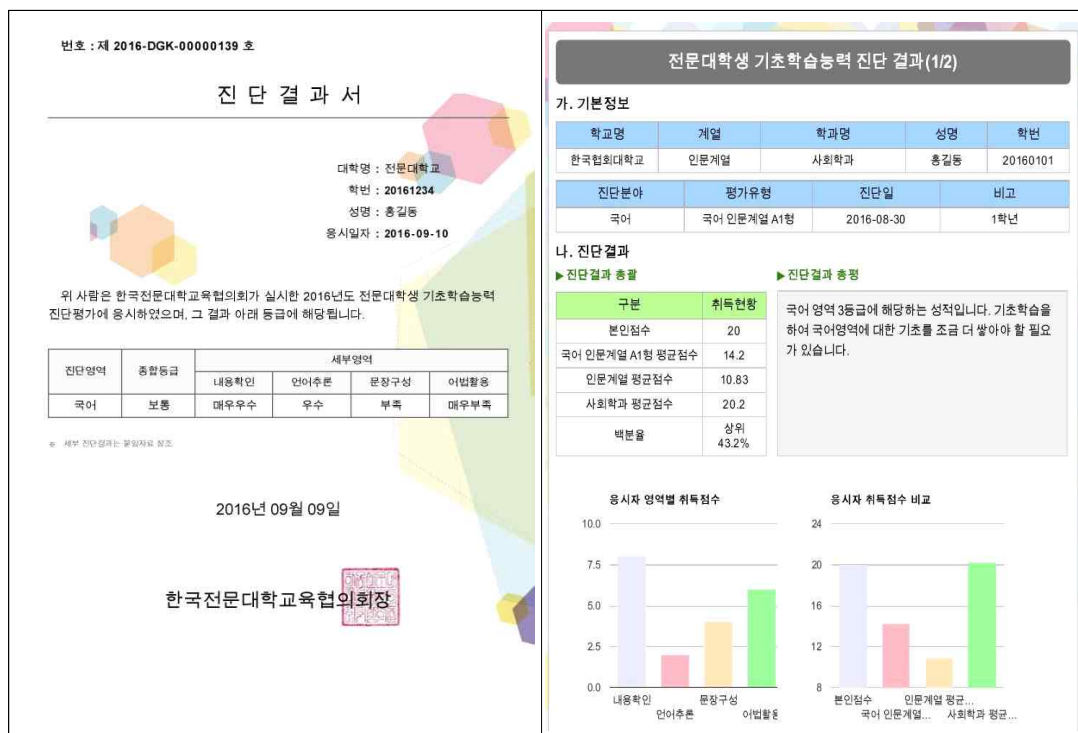 번호 : 제 2016-DGK-00000139 호
진 단 결 과 서
대학명 : 전문대학교
학번 : 20161234
성명 : 홍길동
응시일자 : 2016-09-10
위 사람은 한국전문대학교육협의회가 실시한 2016년도 전문대학생 기초학습능력
진단평가에 응시하였으며, 그 결과 아래 등급에 해당됩니다.
진단영역 종합등급 세부영역
내용확인 언어추론 문장구성 어법활용
국어 보통 매우우수 우수 부족 매우부족
※ 세부 진단결과는 붙임자료 참조
2016년 09월 09일
한국전문대학교육협의회장
전문대학생 기초학습능력 진단 결과(1/2)
가. 기본정보
학교명 계열 학과명 성명 학번
한국협회대학교 인문계열 사회학과 홍길동 20160101
진단분야 평가유형 진단일 비고
국어 국어 인문계열 A1형 2016-08-30 1학년
나. 진단결과
▶ 진단결과 총괄
구분 취득현황
본인점수 20
국어 인문계열 A1형 평균점수 14.2
인문계열 평균점수 10.83
사회학과 평균점수 20.2
백분율 상위
43.2%
▶ 진단결과 총평
국어 영역 3등급에 해당하는 성적입니다. 기초학습을
하여 국어영역에 대한 기초를 조금 더 쌓아야 할 필요
가 있습니다.
응시자 영역별 취득점수
10.0
7.5
5.0
2.5
0.0
내용확인 문장구성
언어추론 어법활용
응시자 취득점수 비교
24
20
16
12
8
본인점수 인문계열 평균...
국어 인문계열... 사회학과 평균...